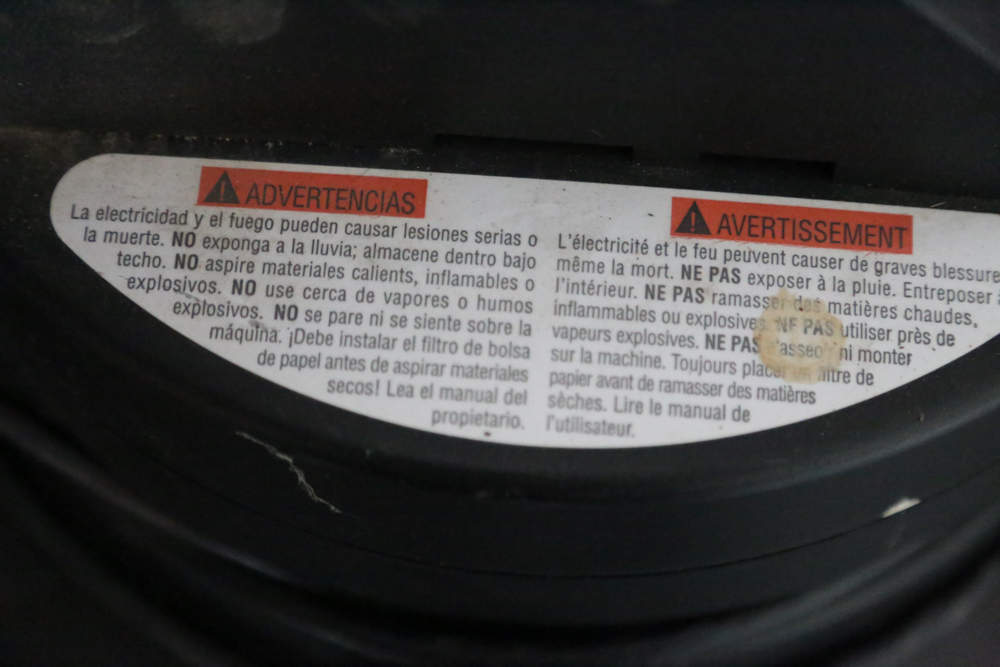 ADVERTENCIAS
La electricidad y el fuego pueden causar lesiones serias o
la muerte. NO exponga a la lluvia; almacene dentro bajo
techo. NO aspire materiales calients, inflamables o
explosivos. NO use cerca de vapores o humos
explosivos. NO se pare ni se siente sobre la
máquina. ¡Debe instalar el filtro de bolsa
de papel antes de aspirar materiales
secos! Lea el manual del
propietario.
AVERTISSEMENT
L'électricité et le feu peuvent causer de graves blessure
même la mort. NE PAS exposer à la pluie. Entreposer
l'intérieur. NE PAS ramasser des matières chaudes,
inflammables ou explosives. NE PAS utiliser près de
vapeurs explosives. NE PAS ni monter
sur la machine. Toujours de
papier avant de ramasser des matières
sèches. Lire le manual de
l'utilisateur.